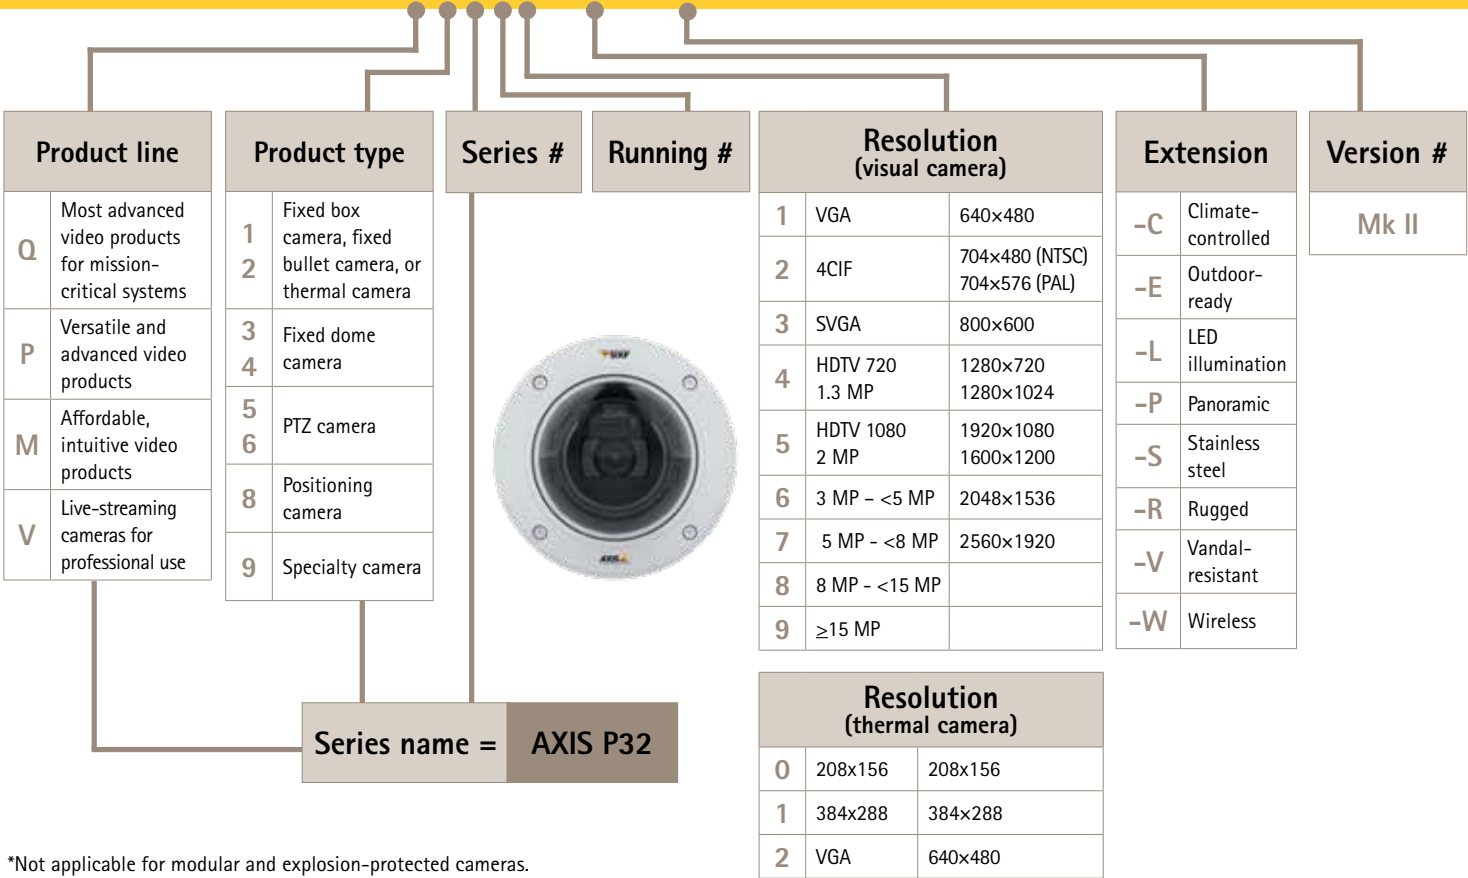 Product line
Q
Most advanced
video products
for mission-
critical systems
P
Versatile and
advanced video
products
M
Affordable,
intuitive video
products
V
Live-streaming
cameras for
professional use
Product type
1
2
Fixed box
camera, fixed
bullet camera, or
thermal camera
3
4
Fixed dome
camera
5
6
PTZ camera
8
Positioning
camera
9
Specialty camera
Series #
Running #
AXIS
Resolution
(visual camera)
1 VGA 640×480
2 4CIF 704×480 (NTSC)
704×576 (PAL)
3 SVGA 800×600
4 HDTV 720 1280×720
1.3 MP 1280×1024
5 HDTV 1080 1920×1080
2 MP 1600×1200
6 3 MP – <5 MP 2048×1536
7 5 MP - <8 MP 2560×1920
8 8 MP - <15 MP
9 ≥15 MP
Extension
-C Climate-
controlled
-E Outdoor-
ready
-L LED
illumination
-P Panoramic
-S Stainless
steel
-R Rugged
-V Vandal-
resistant
-W Wireless
Version #
Mk II
Series name = AXIS P32
Resolution
(thermal camera)
0 208x156 208x156
1 384x288 384×288
2 VGA 640×480
*Not applicable for modular and explosion-protected cameras.